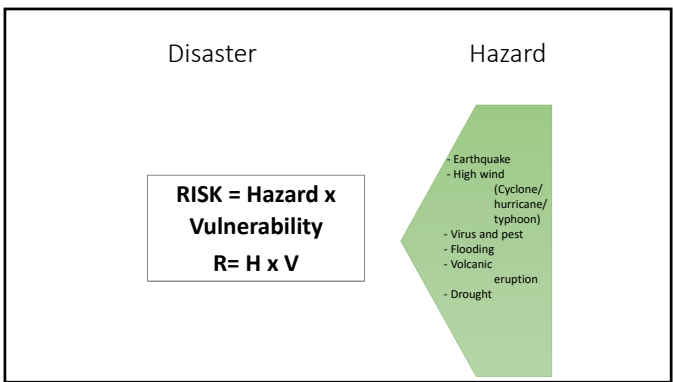 Disaster
Hazard
RISK = Hazard x
Vulnerability
R= H x V
- Earthquake
- High wind
(Cyclone/
hurricane/
typhoon)
- Virus and pest
- Flooding
- Volcanic
eruption
- Drought